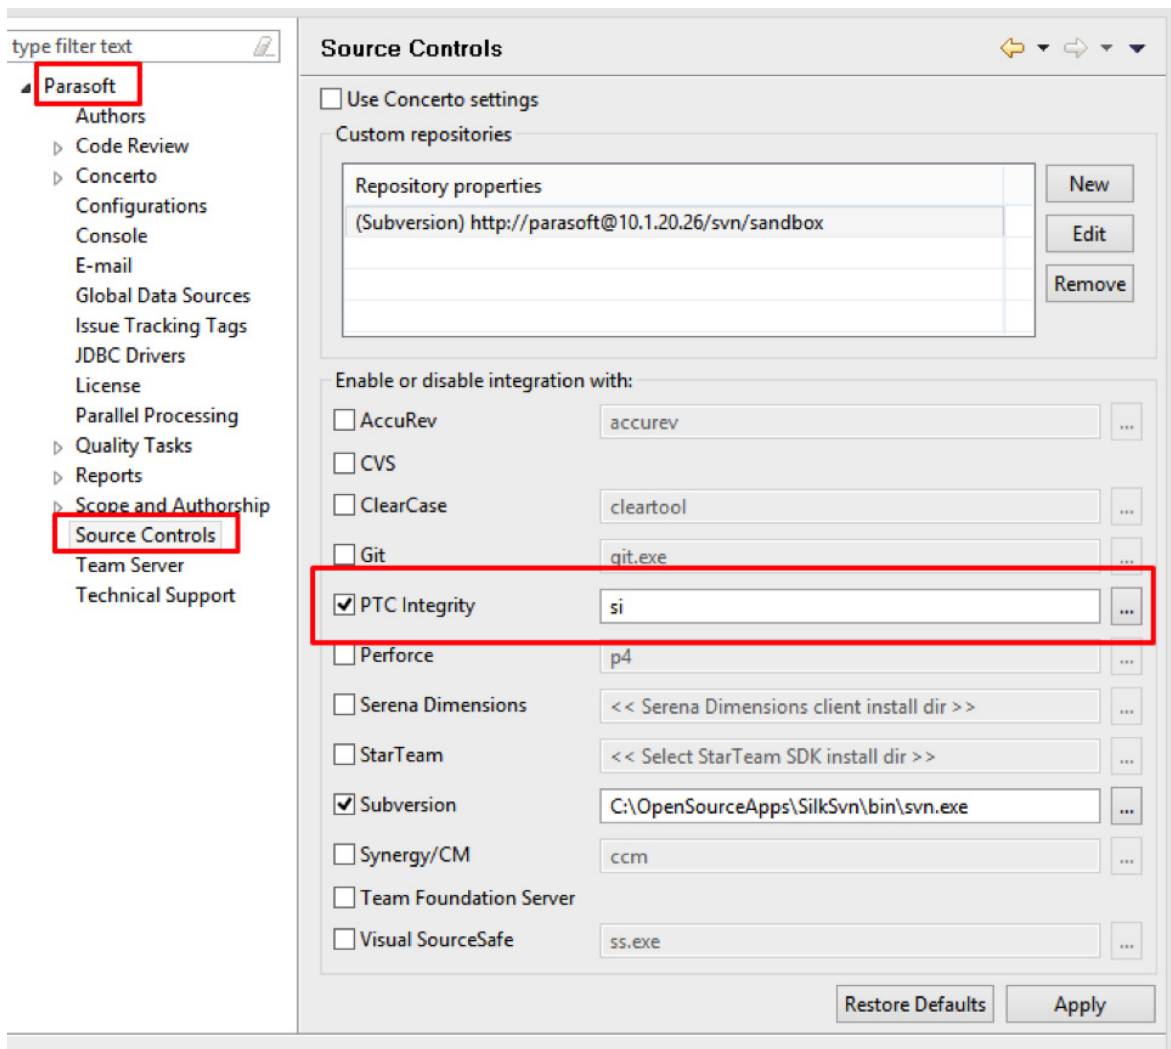 type filter text
Parasoft
Authors
Code Review
Concerto
Configurations
Console
E-mail
Global Data Sources
Issue Tracking Tags
JDBC Drivers
License
Parallel Processing
Quality Tasks
Reports
Scope and Authorship
Source Controls
Team Server
Technical Support
Source Controls
Use Concerto settings
Custom repositories
Repository properties
(Subversion) http://parasoft@10.1.20.26/svn/sandbox
New
Edit
Remove
Enable or disable integration with:
AccuRev accurev ...
CVS
ClearCase cleartool ...
Git git.exe ...
PTC Integrity si ...
Perforce p4 ...
Serena Dimensions << Serena Dimensions client install dir >> ...
StarTeam << Select StarTeam SDK install dir >> ...
Subversion C:\OpenSourceApps\SilkSvn\bin\svn.exe ...
Synergy/CM ccm ...
Team Foundation Server
Visual SourceSafe ss.exe ...
Restore Defaults Apply